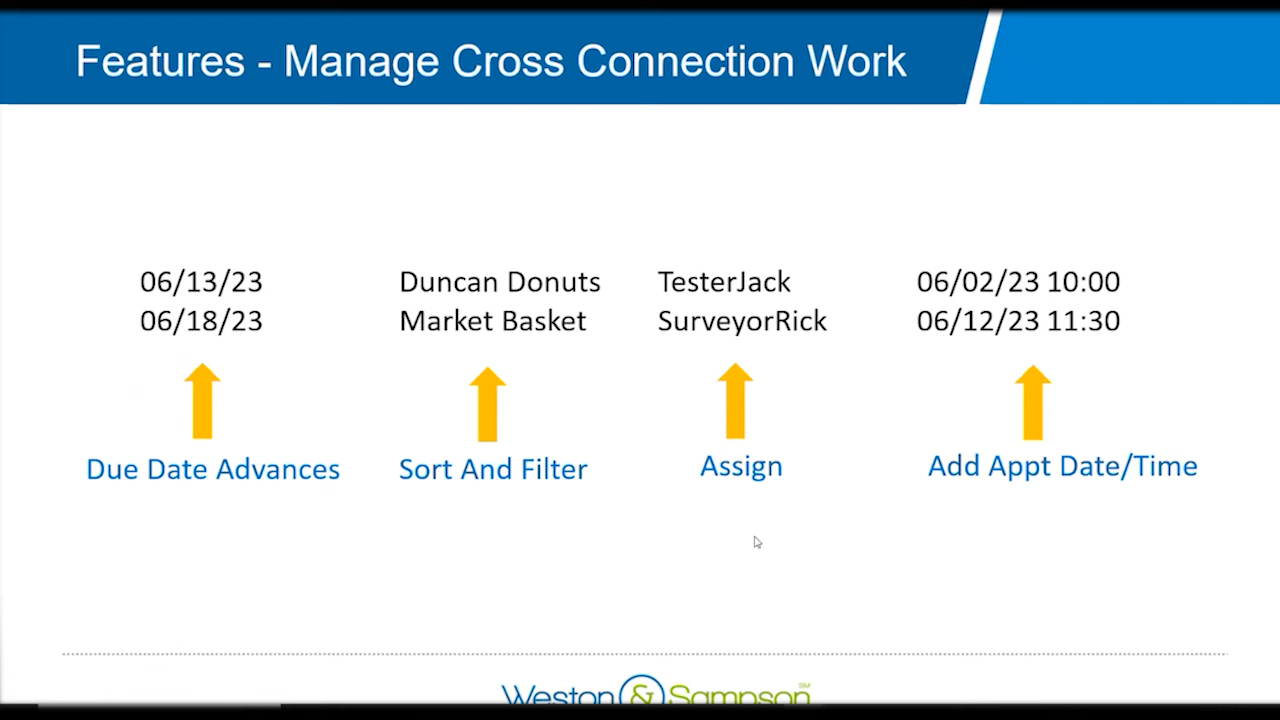 Features - Manage Cross Connection Work
06/13/23 Duncan Donuts TesterJack 06/02/23 10:00
06/18/23 Market Basket SurveyorRick 06/12/23 11:30
Due Date Advances Sort And Filter Assign Add Appt Date/Time
Weston & Sampson SM